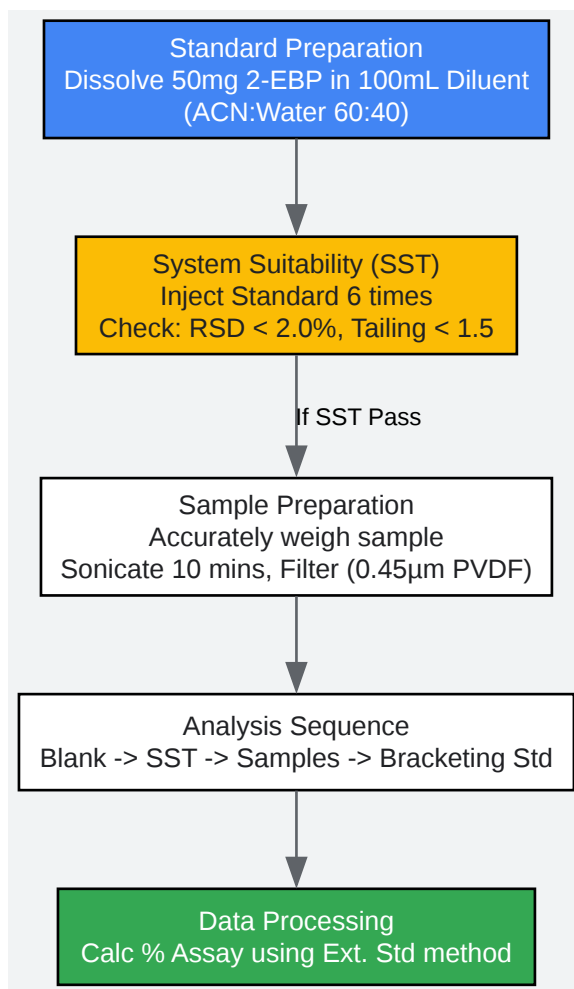 Standard Preparation
Dissolve 50mg 2-EBP in 100mL Diluent
(ACN:Water 60:40)
System Suitability (SST)
Inject Standard 6 times
Check: RSD < 2.0%, Tailing < 1.5
If SST Pass
Sample Preparation
Accurately weigh sample
Sonicate 10 mins, Filter (0.45µm PVDF)
Analysis Sequence
Blank -> SST -> Samples -> Bracketing Std
Data Processing
Calc % Assay using Ext. Std method